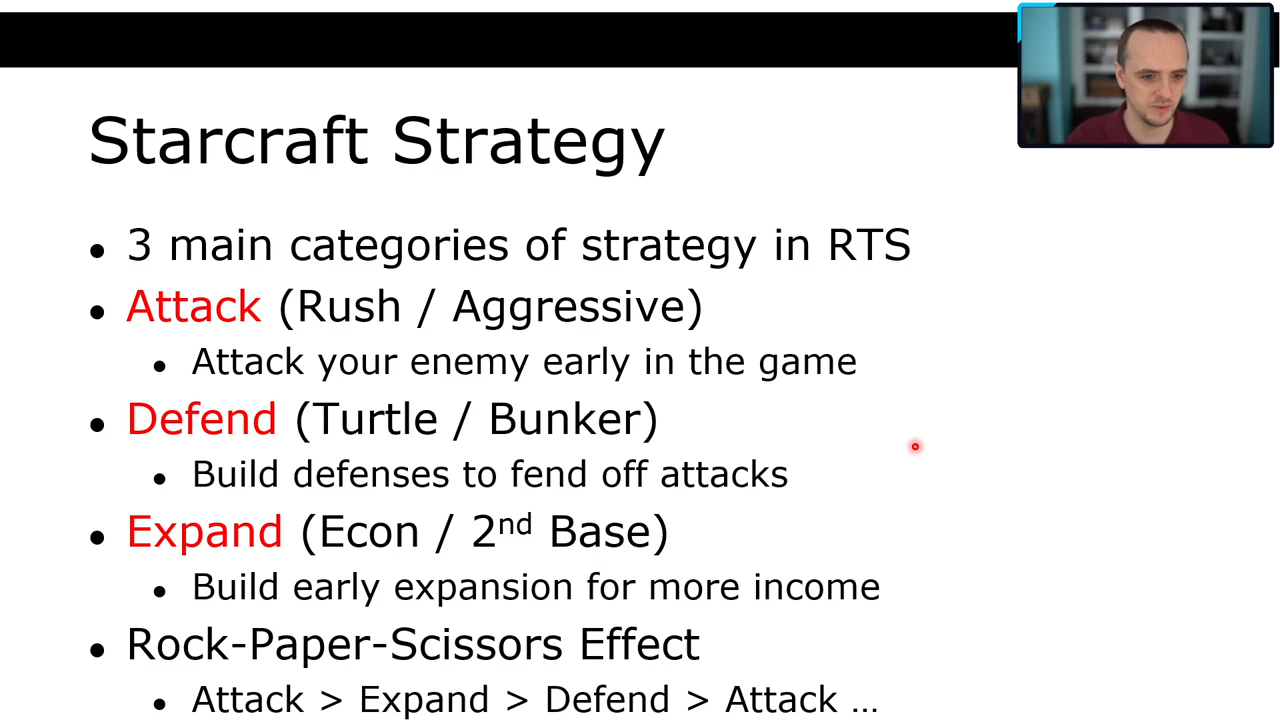 Starcraft Strategy
• 3 main categories of strategy in RTS
• Attack (Rush / Aggressive)
• Attack your enemy early in the game
• Defend (Turtle / Bunker)
• Build defenses to fend off attacks
• Expand (Econ / 2nd Base)
• Build early expansion for more income
• Rock-Paper-Scissors Effect
• Attack > Expand > Defend > Attack ...